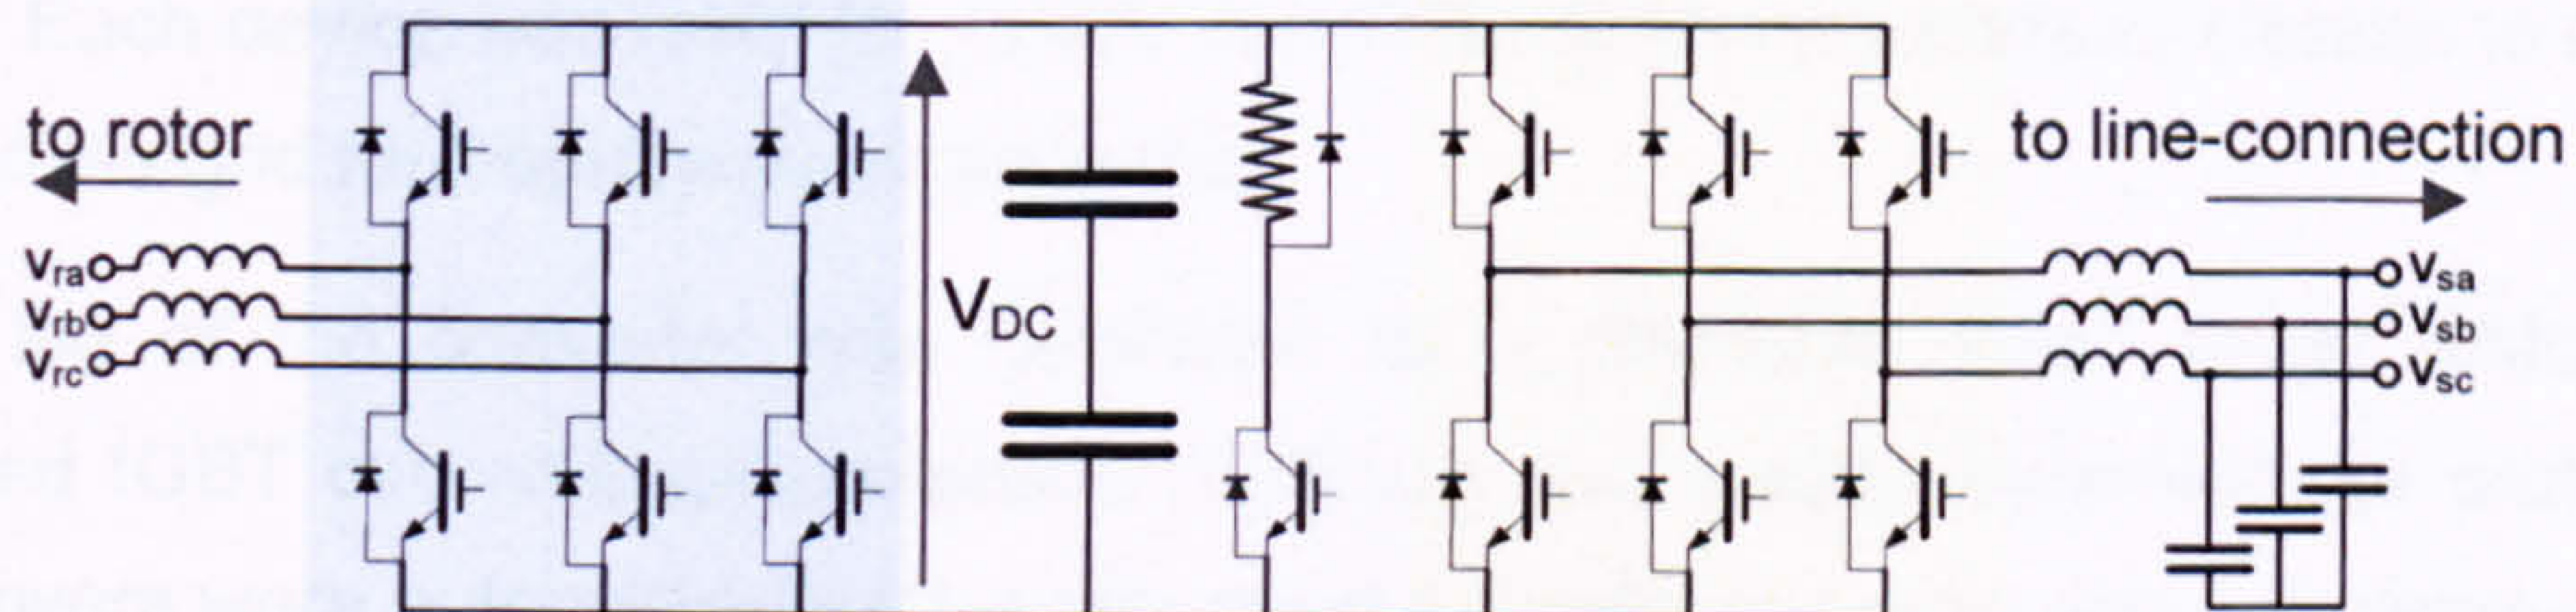 to rotor
to line-connection
Vra
Vrb
Vrc
VDC
Vsa
Vsb
Vsc